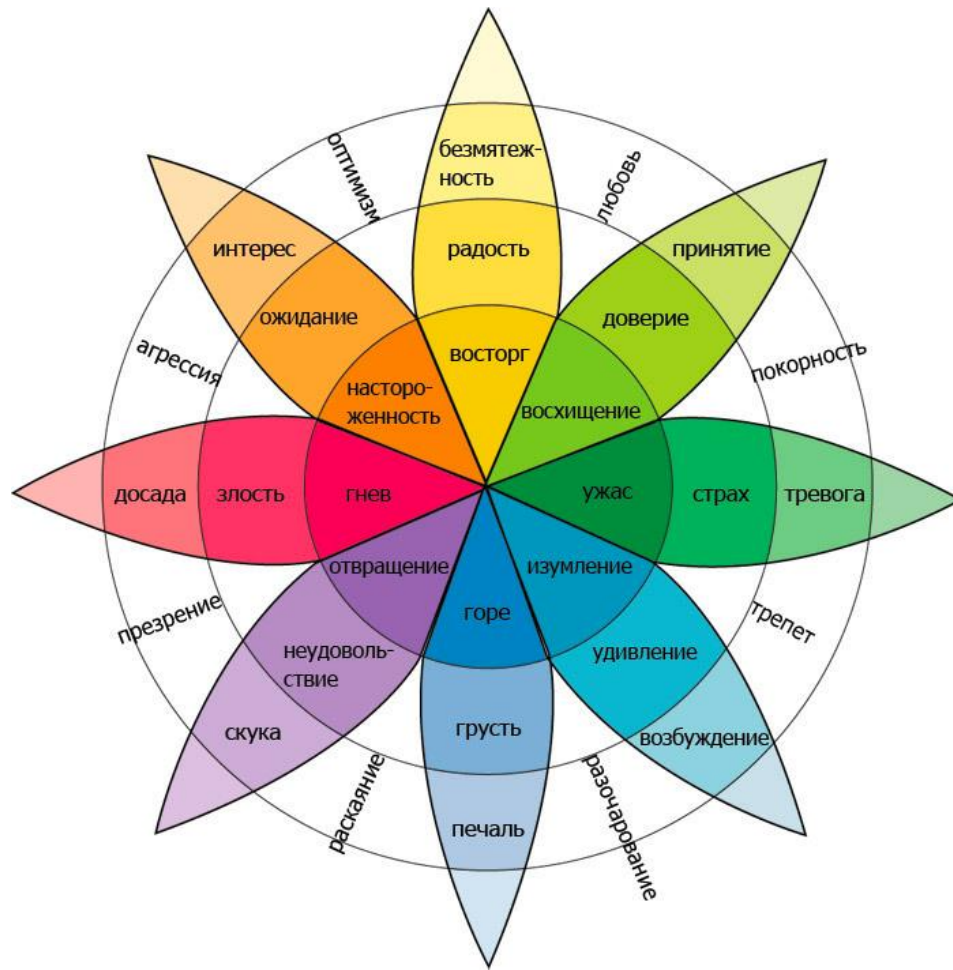 безмятеж-
ность
оптимизм
любовь
интерес
радость
принятие
ожидание
доверие
восторг
агрессия
покорность
насторо-
женность
восхищение
досада
злость
гнев
ужас
страх
тревога
отвращение
изумление
горе
презрение
трепет
неудоволь-
ствие
удивление
скука
грусть
возбуждение
раскаяние
разочарование
печаль